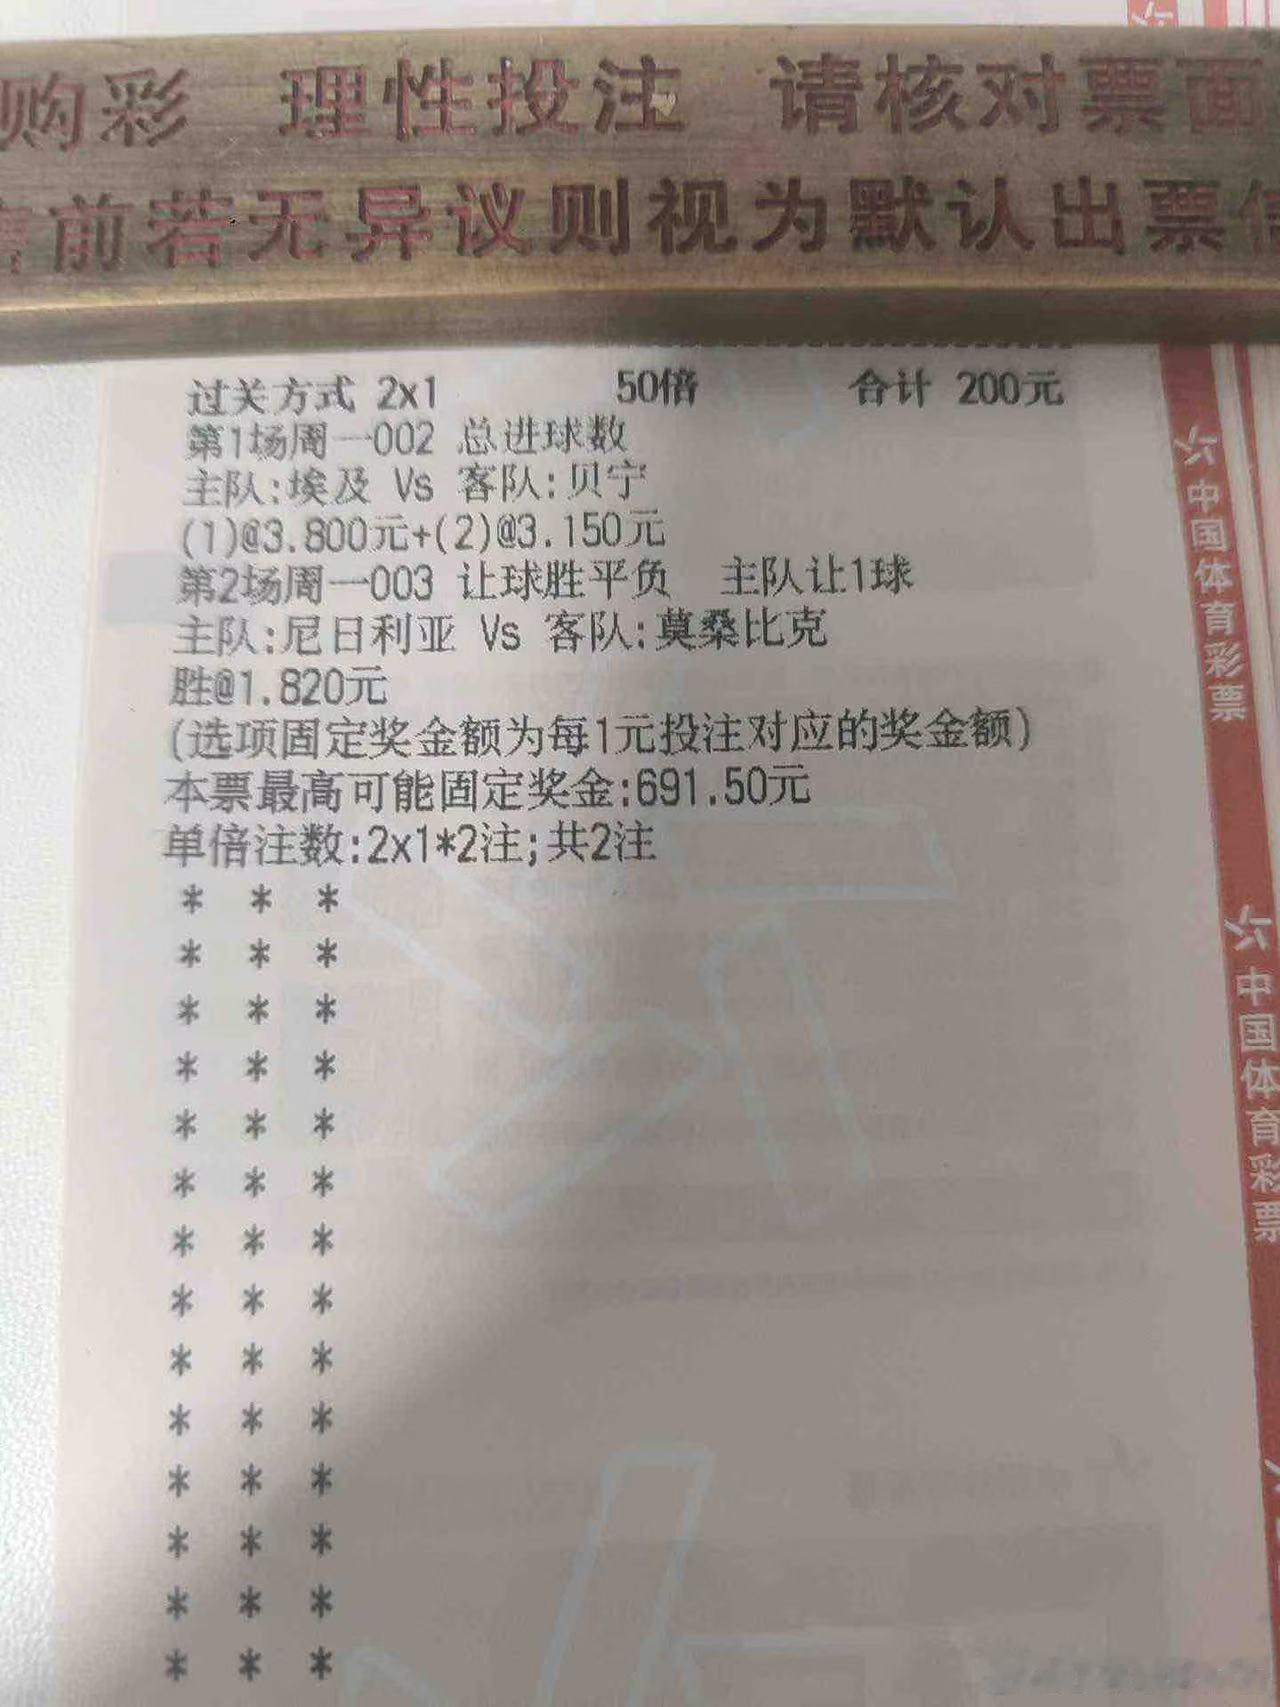 购彩 理性投注 请核对票面
售前若无异议则视为默认出票信
过关方式 2x1 50倍 合计 200元
第1场周一002 总进球数
主队:埃及 Vs 客队:贝宁
(1)@3.800元+(2)@3.150元
第2场周一003 让球胜平负 主队让1球
主队:尼日利亚 Vs 客队:莫桑比克
胜@1.820元
(选项固定奖金额为每1元投注对应的奖金额)
本票最高可能固定奖金:691.50元
单倍注数:2x1*2注;共2注
* * *
* * *
* * *
* * *
* * *
* * *
* * *
* * *
* * *
* * *
* * *
* * *
* * *
* * *
中国体育彩票
中国体育彩票